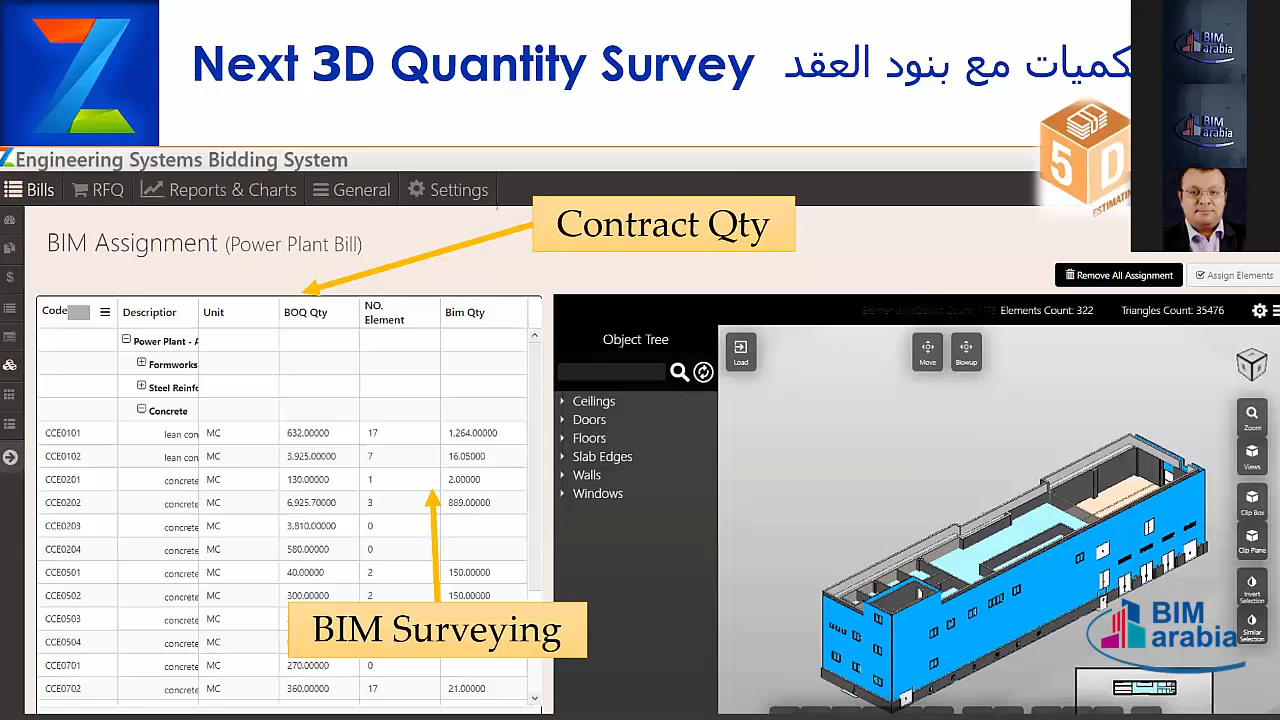 Next 3D Quantity Survey
كميات مع بنود العقد
BIM
arabia
BIM
arabia
5D
ESTIMATING
Engineering Systems Bidding System
Bills
RFQ
Reports & Charts
General
Settings
Contract Qty
BIM Assignment (Power Plant Bill)
Remove All Assignment
Assign Elements
Code Description Unit BOQ Qty NO. Element Bim Qty
Power Plant - A
Formworks
Steel Reinfo
Concrete
CCE0101 lean con MC 632.00000 17 1,264.00000
CCE0102 lean con MC 3,925.00000 7 16.05000
CCE0201 concrete MC 130.00000 1 2.00000
CCE0202 concrete MC 6,925.70000 3 889.00000
CCE0203 concrete MC 3,810.00000 0
CCE0204 concrete MC 580.00000 0
CCE0501 concrete MC 40.00000 2 150.00000
CCE0502 concrete MC 300.00000 2 150.00000
CCE0503 concrete MC
CCE0504 concrete MC
CCE0701 concrete MC 270.00000 0
CCE0702 concrete MC 360.00000 17 21.00000
BIM Surveying
Elements Count: 322
Triangles Count: 35476
Object Tree
Ceilings
Doors
Floors
Slab Edges
Walls
Windows
Load
Move
Blowup
Zoom
Views
Clip Box
Clip Plane
Invert
Selection
Similar
Selection
BIM
arabia